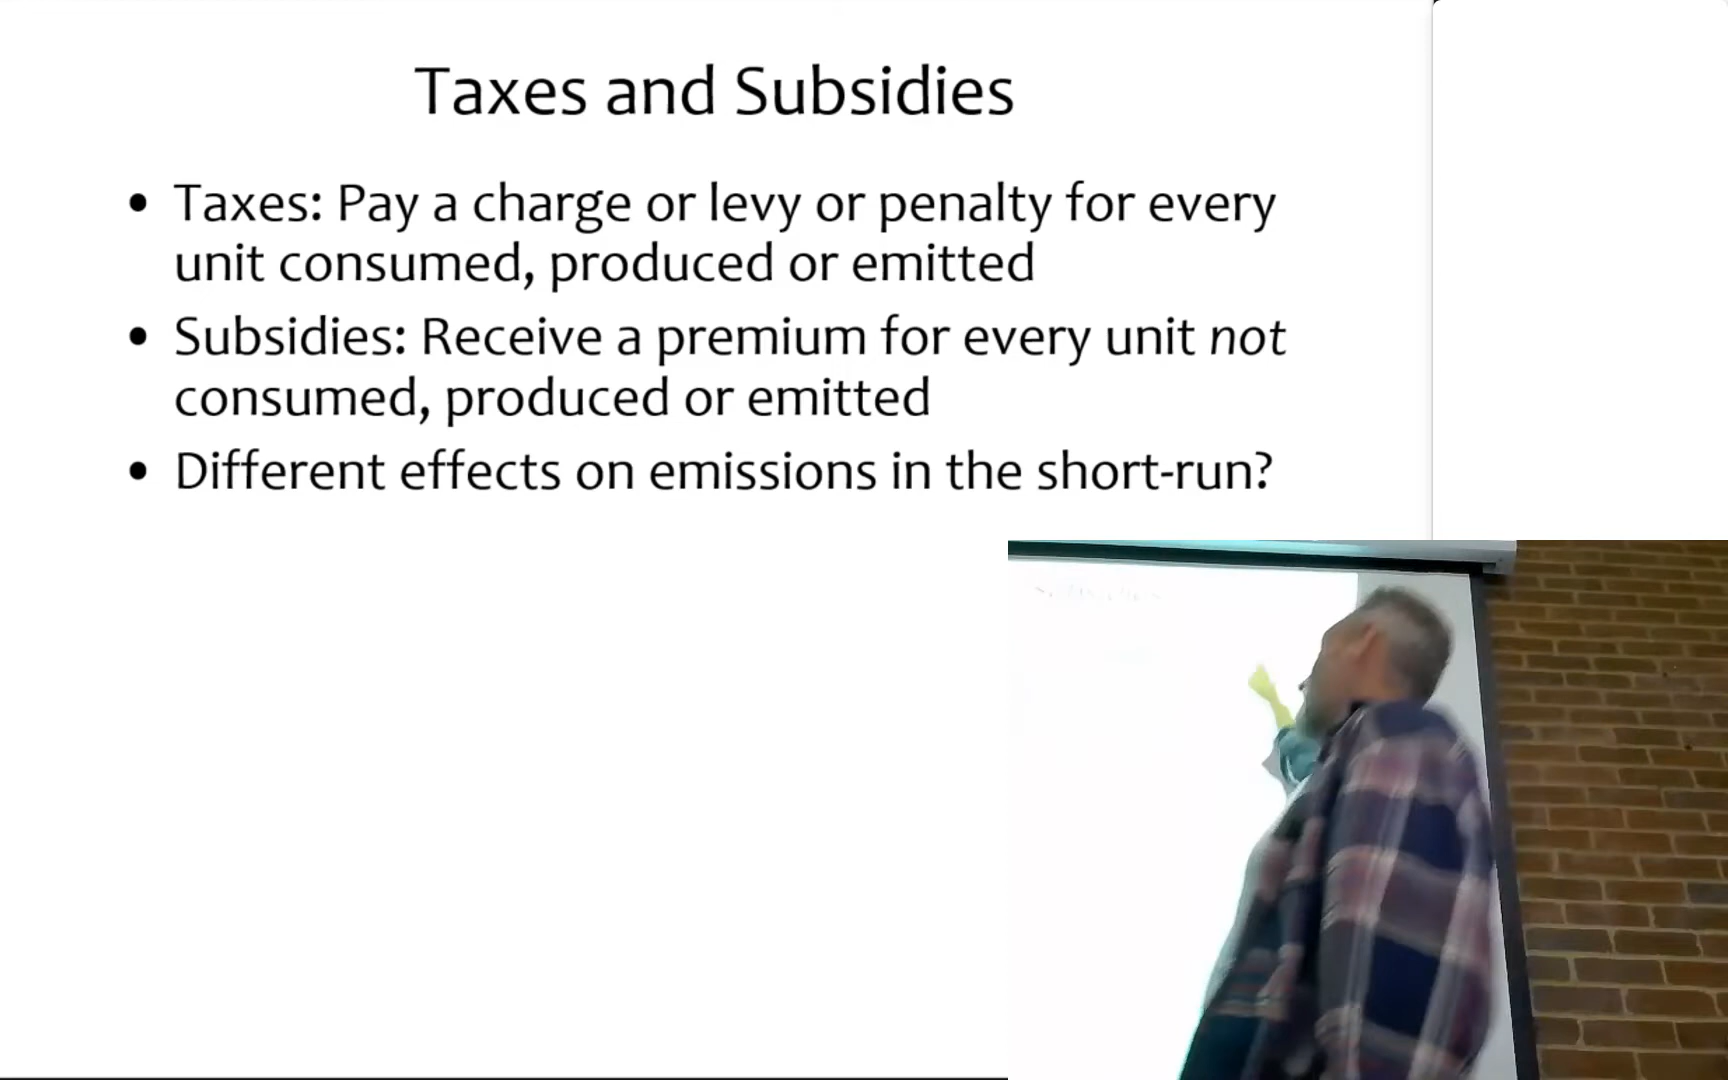 Taxes and Subsidies
• Taxes: Pay a charge or levy or penalty for every
unit consumed, produced or emitted
• Subsidies: Receive a premium for every unit not
consumed, produced or emitted
• Different effects on emissions in the short-run?